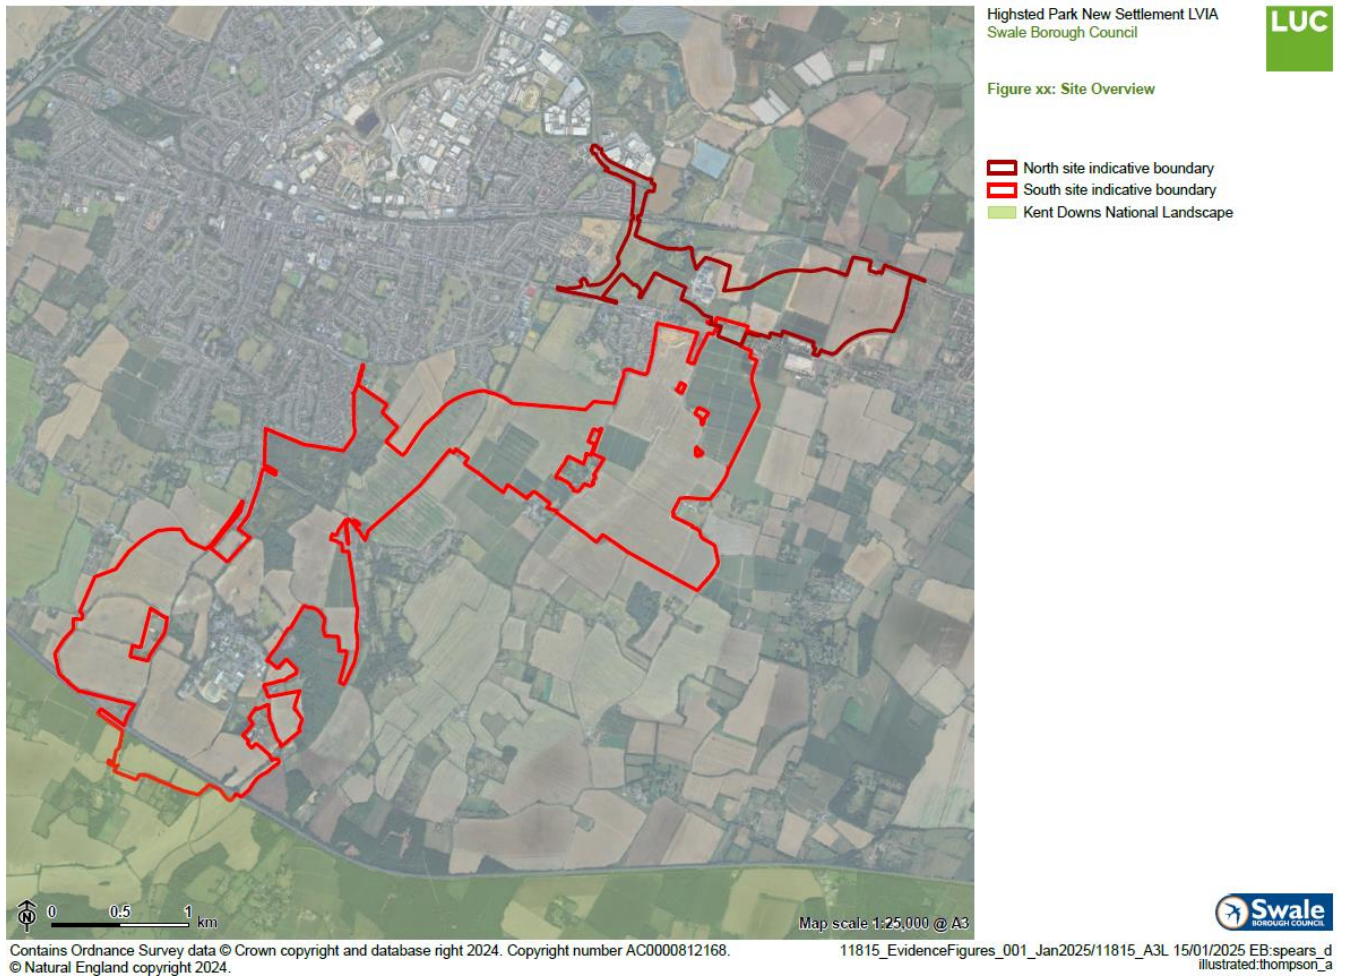 Highsted Park New Settlement LVIA
Swale Borough Council
LUC
Figure xx: Site Overview
North site indicative boundary
South site indicative boundary
Kent Downs National Landscape
N
0 0.5 1
km
Map scale 1:25,000 @ A3
Swale
BOROUGH COUNCIL
Contains Ordnance Survey data © Crown copyright and database right 2024. Copyright number AC0000812168.
© Natural England copyright 2024.
11815_EvidenceFigures_001_Jan2025/11815_A3L 15/01/2025 EB:spears_d
illustrated:thompson_a